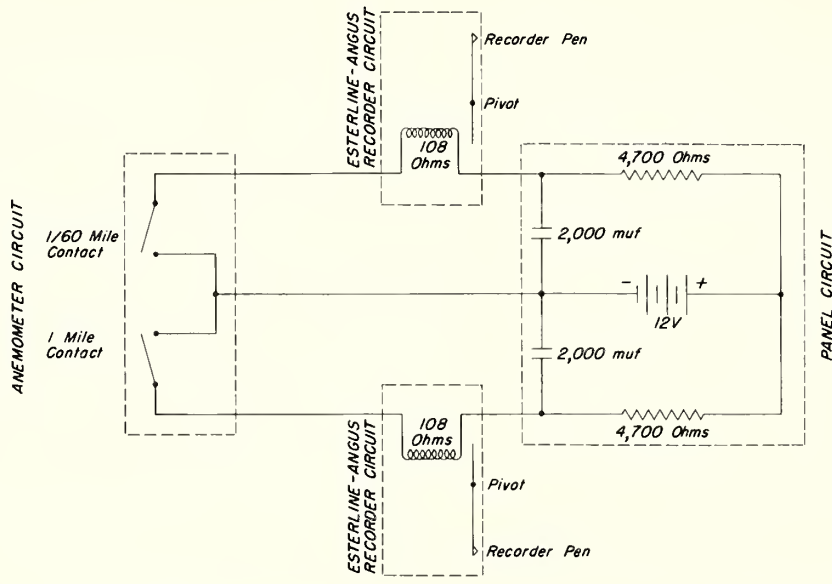 Recorder Pen
ESTERLINE-ANGUS
RECORDER CIRCUIT
Pivot
108
Ohms
4,700 Ohms
ANEMOMETER CIRCUIT
1/60 Mile
Contact
2,000 muf
- +
12V
PANEL CIRCUIT
1 Mile
Contact
2,000 muf
108
Ohms
4,700 Ohms
ESTERLINE-ANGUS
RECORDER CIRCUIT
Pivot
Recorder Pen